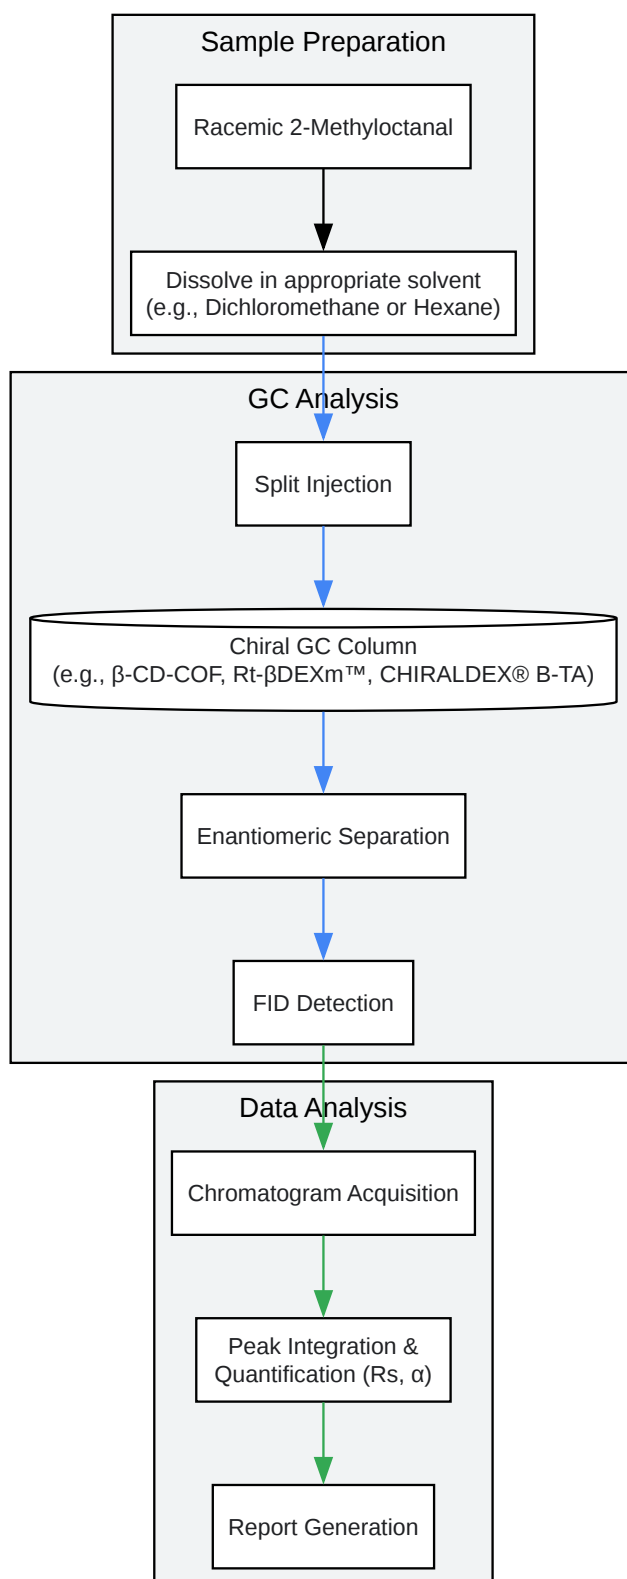 Sample Preparation
Racemic 2-Methyloctanal
Dissolve in appropriate solvent
(e.g., Dichloromethane or Hexane)
GC Analysis
Split Injection
Chiral GC Column
(e.g., β-CD-COF, Rt-βDEXm™, CHIRALDEX® B-TA)
Enantiomeric Separation
FID Detection
Data Analysis
Chromatogram Acquisition
Peak Integration &
Quantification (Rs, α)
Report Generation